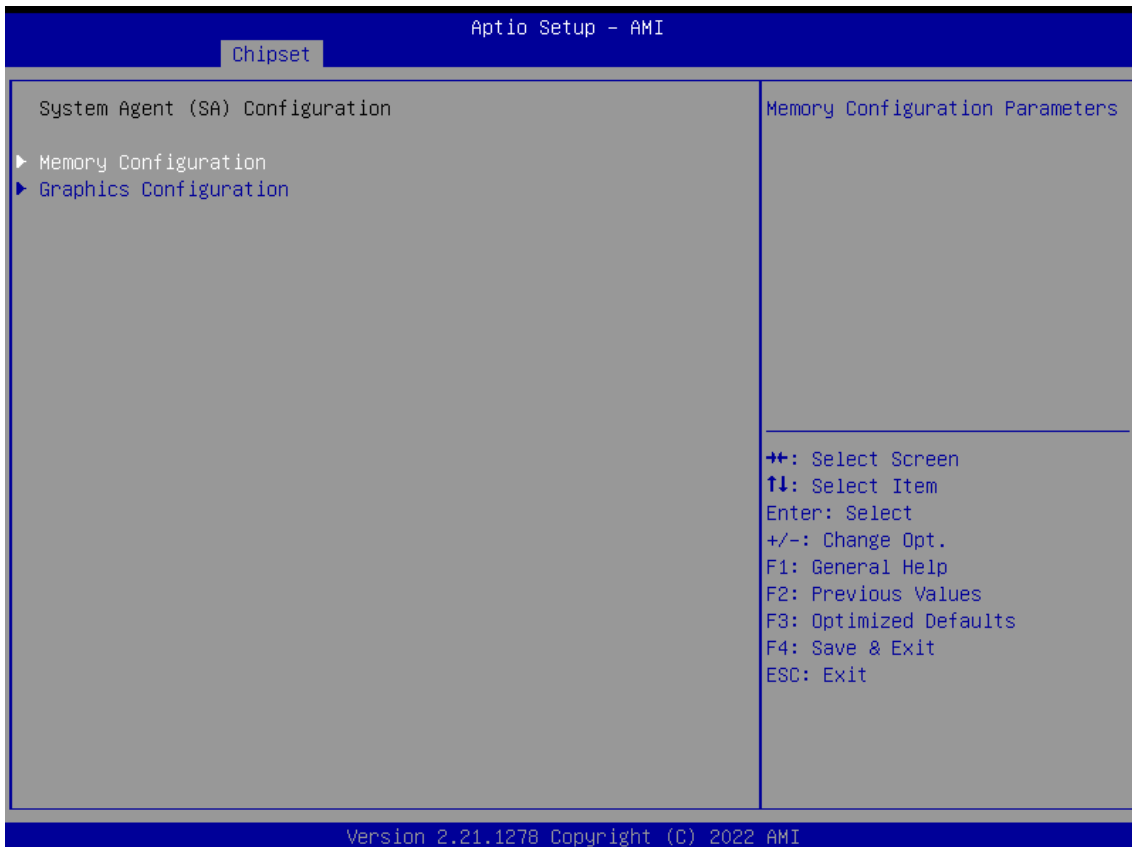 Aptio Setup – AMI
Chipset
System Agent (SA) Configuration
▶ Memory Configuration
▶ Graphics Configuration
Memory Configuration Parameters
→←: Select Screen
↑↓: Select Item
Enter: Select
+/-: Change Opt.
F1: General Help
F2: Previous Values
F3: Optimized Defaults
F4: Save & Exit
ESC: Exit
Version 2.21.1278 Copyright (C) 2022 AMI